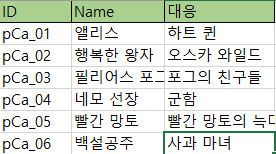 ID Name 대응
pCa_01 앨리스 하트 퀸
pCa_02 행복한 왕자 오스카 와일드
pCa_03 필리어스 포그 포그의 친구들
pCa_04 네모 선장 군함
pCa_05 빨간 망토 빨간 망토의 늑대
pCa_06 백설공주 사과 마녀